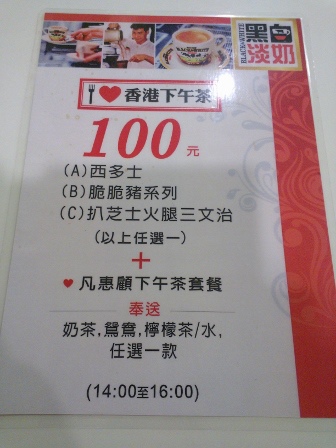 黑白
淡奶
BLACK&WHITE
香港下午茶
100元
(A)西多士
(B)脆脆豬系列
(C)扒芝士火腿三文治
(以上任選一)
+
凡惠顧下午茶套餐
奉送
奶茶,鴛鴦,檸檬茶/水,
任選一款
(14:00至16:00)